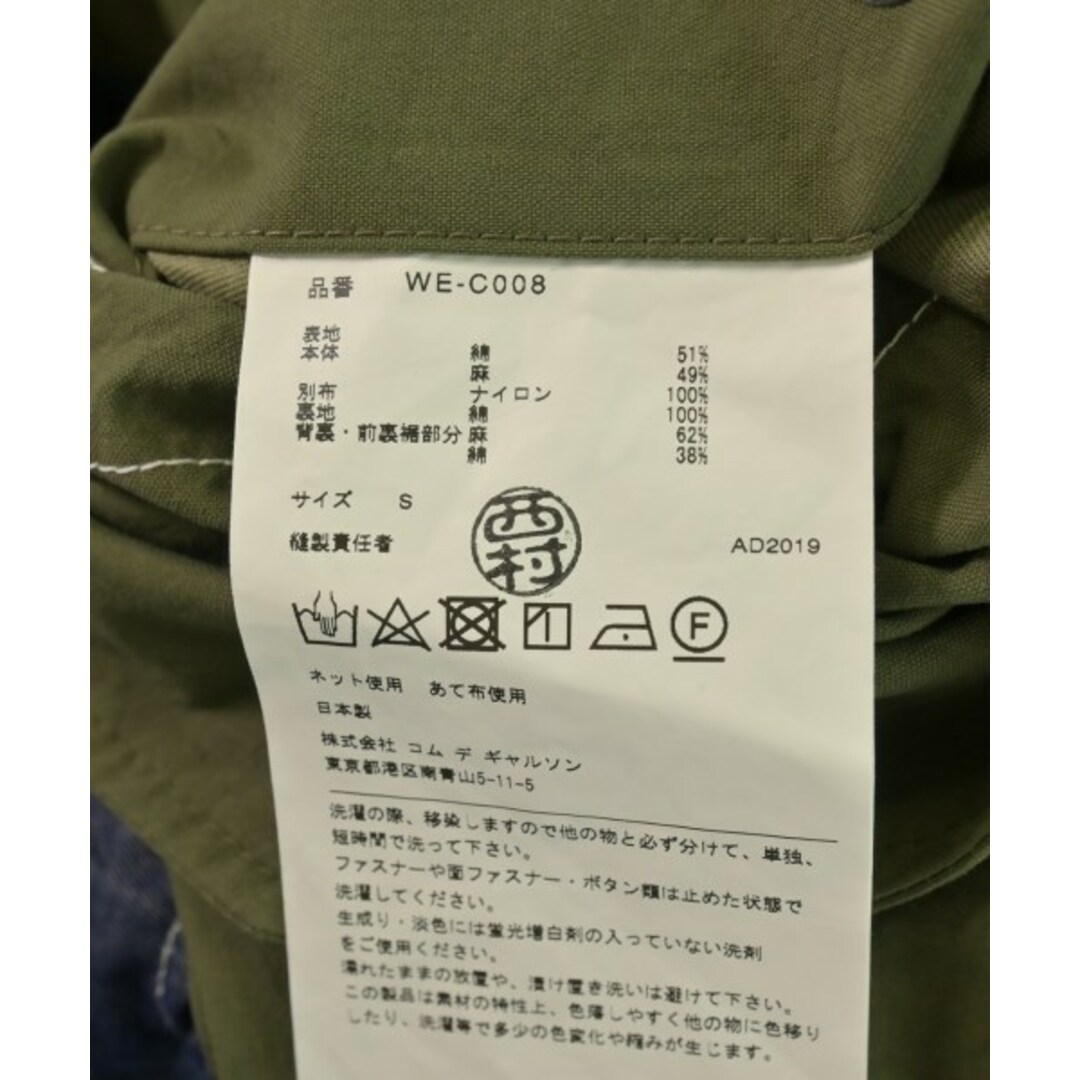 品番 WE-C008
表地
本体 綿 51%
麻 49%
別布 ナイロン 100%
裏地 綿 100%
背裏・前裏裾部分 麻 62%
綿 38%
サイズ S
西村
縫製責任者 AD2019
F
ネット使用 あて布使用
日本製
株式会社 コム デ ギャルソン
東京都港区南青山5-11-5
洗濯の際、移染しますので他の物と必ず分けて、単独、
短時間で洗って下さい。
ファスナーや面ファスナー・ボタン類は止めた状態で
洗濯してください。
生成り・淡色には蛍光増白剤の入っていない洗剤
をご使用ください。
濡れたままの放置や、漬け置き洗いは避けて下さい。
この製品は素材の特性上、色落しやすく他の物に色移り
したり、洗濯等で多少の色変化や縮みが生じます。